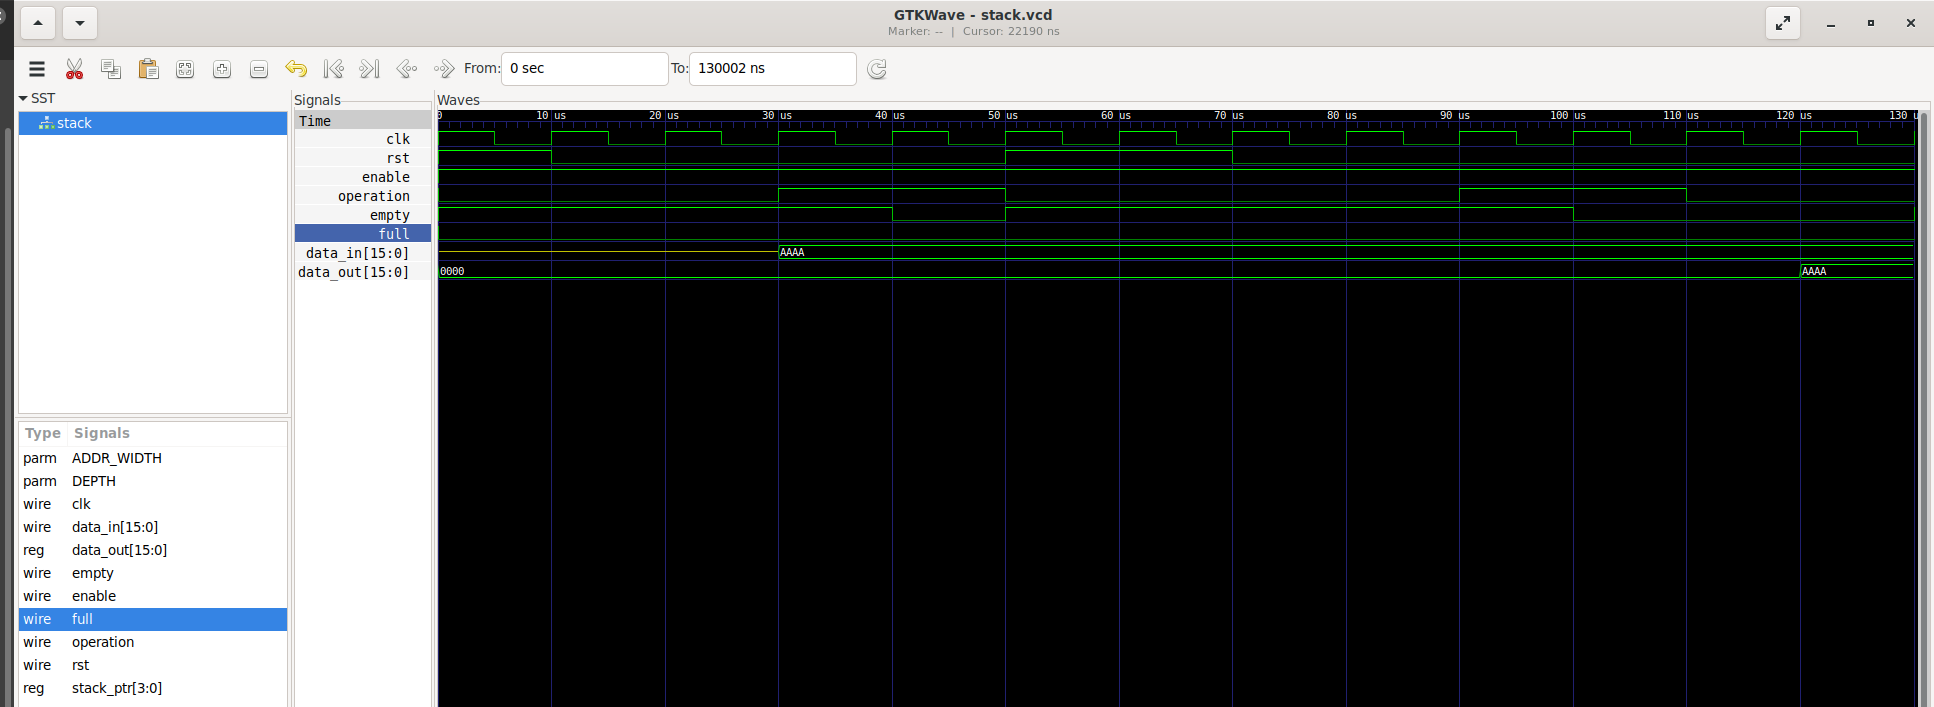 GTKWave - stack.vcd
Marker: -- | Cursor: 22190 ns
From: 0 sec To: 130002 ns
SST
stack
Type Signals
parm ADDR_WIDTH
parm DEPTH
wire clk
wire data_in[15:0]
reg data_out[15:0]
wire empty
wire enable
wire full
wire operation
wire rst
reg stack_ptr[3:0]
Signals
Time
clk
rst
enable
operation
empty
full
data_in[15:0]
data_out[15:0]
Waves
0 10 us 20 us 30 us 40 us 50 us 60 us 70 us 80 us 90 us 100 us 110 us 120 us 130 u
AAAA
0000 AAAA